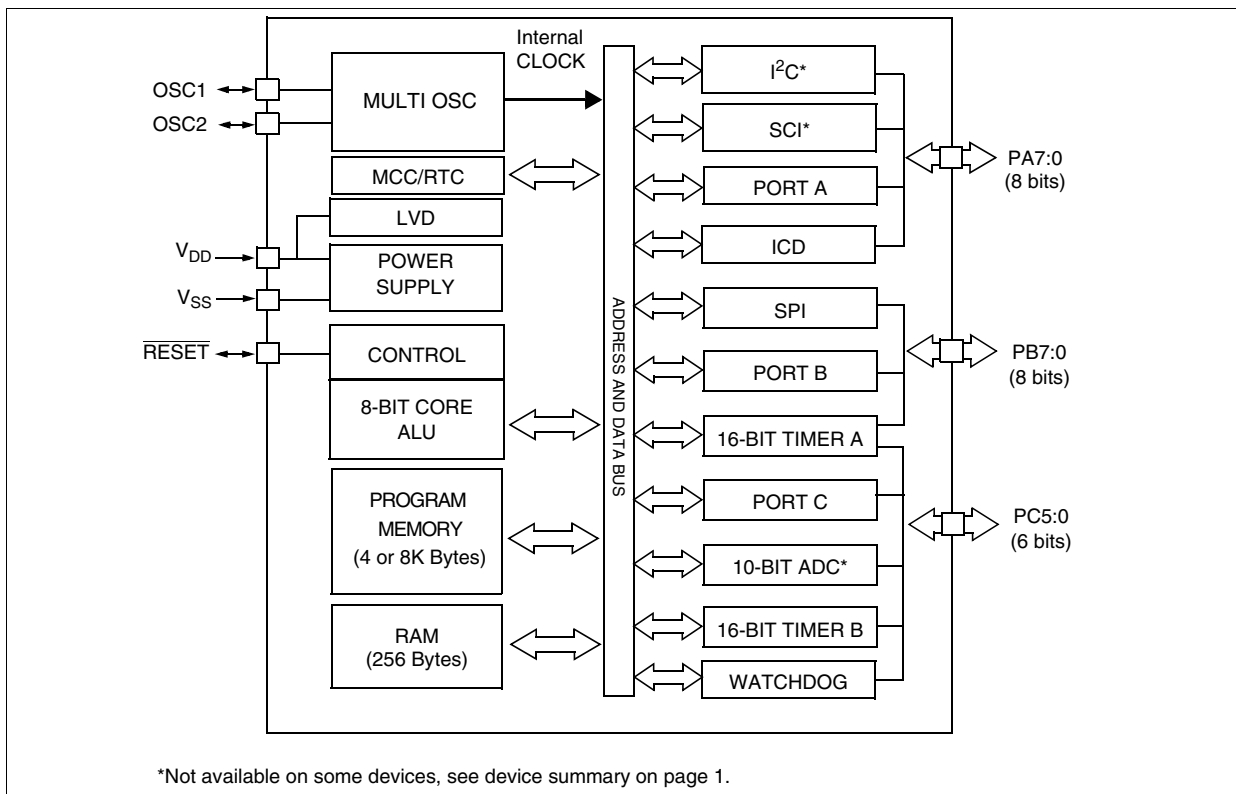 Internal
CLOCK
OSC1
OSC2
MULTI OSC
MCC/RTC
LVD
VDD
POWER
SUPPLY
VSS
RESET
CONTROL
8-BIT CORE
ALU
PROGRAM
MEMORY
(4 or 8K Bytes)
RAM
(256 Bytes)
ADDRESS AND DATA BUS
I²C*
SCI*
PORT A
ICD
PA7:0
(8 bits)
SPI
PORT B
16-BIT TIMER A
PB7:0
(8 bits)
PORT C
10-BIT ADC*
16-BIT TIMER B
WATCHDOG
PC5:0
(6 bits)
*Not available on some devices, see device summary on page 1.